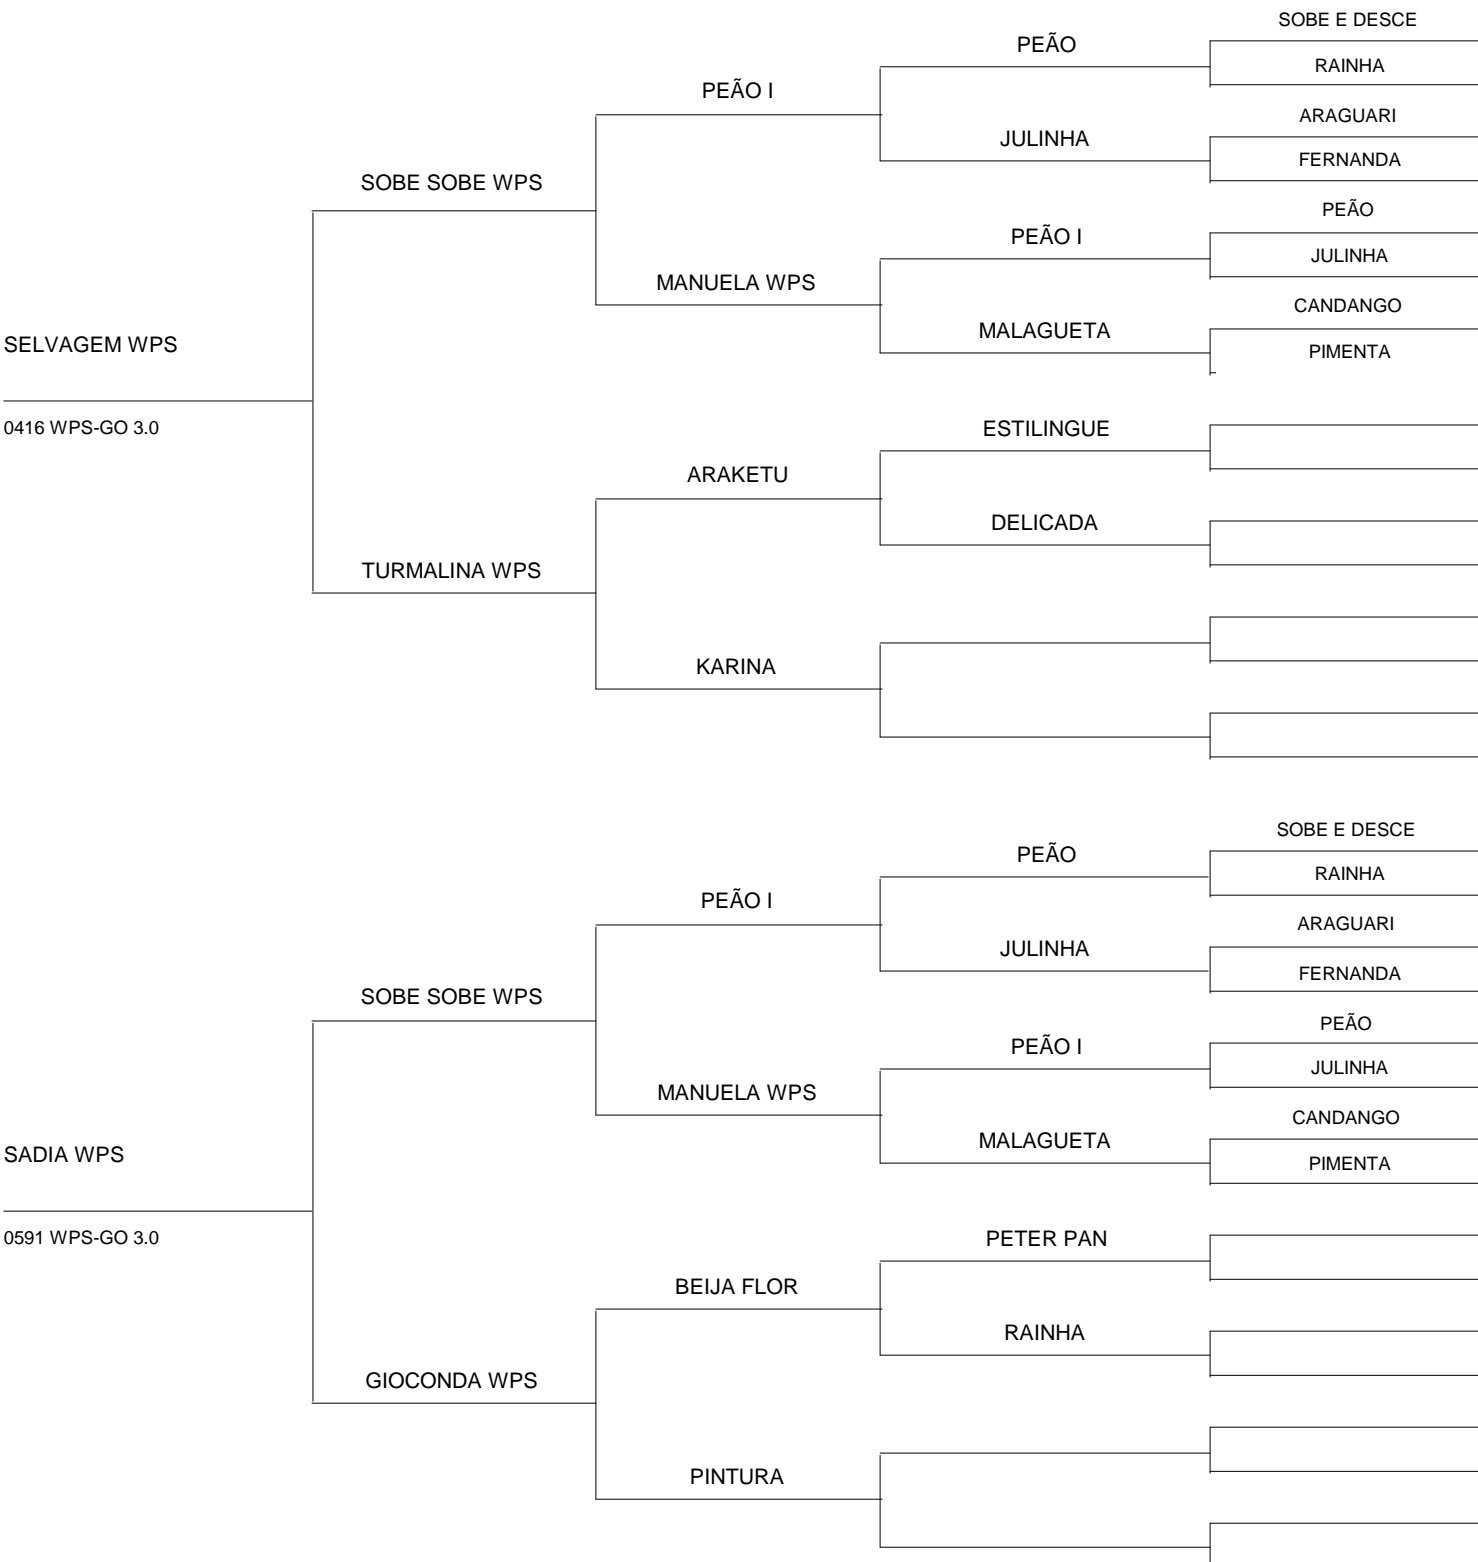 SOBE E DESCE
PEÃO
RAINHA
PEÃO I
ARAGUARI
JULINHA
FERNANDA
SOBE SOBE WPS
PEÃO
PEÃO I
JULINHA
MANUELA WPS
CANDANGO
MALAGUETA
SELVAGEM WPS
PIMENTA
0416 WPS-GO 3.0
ESTILINGUE
ARAKETU
DELICADA
TURMALINA WPS
KARINA
SOBE E DESCE
PEÃO
RAINHA
PEÃO I
ARAGUARI
JULINHA
FERNANDA
SOBE SOBE WPS
PEÃO
PEÃO I
JULINHA
MANUELA WPS
CANDANGO
MALAGUETA
SADIA WPS
PIMENTA
0591 WPS-GO 3.0
PETER PAN
BEIJA FLOR
RAINHA
GIOCONDA WPS
PINTURA